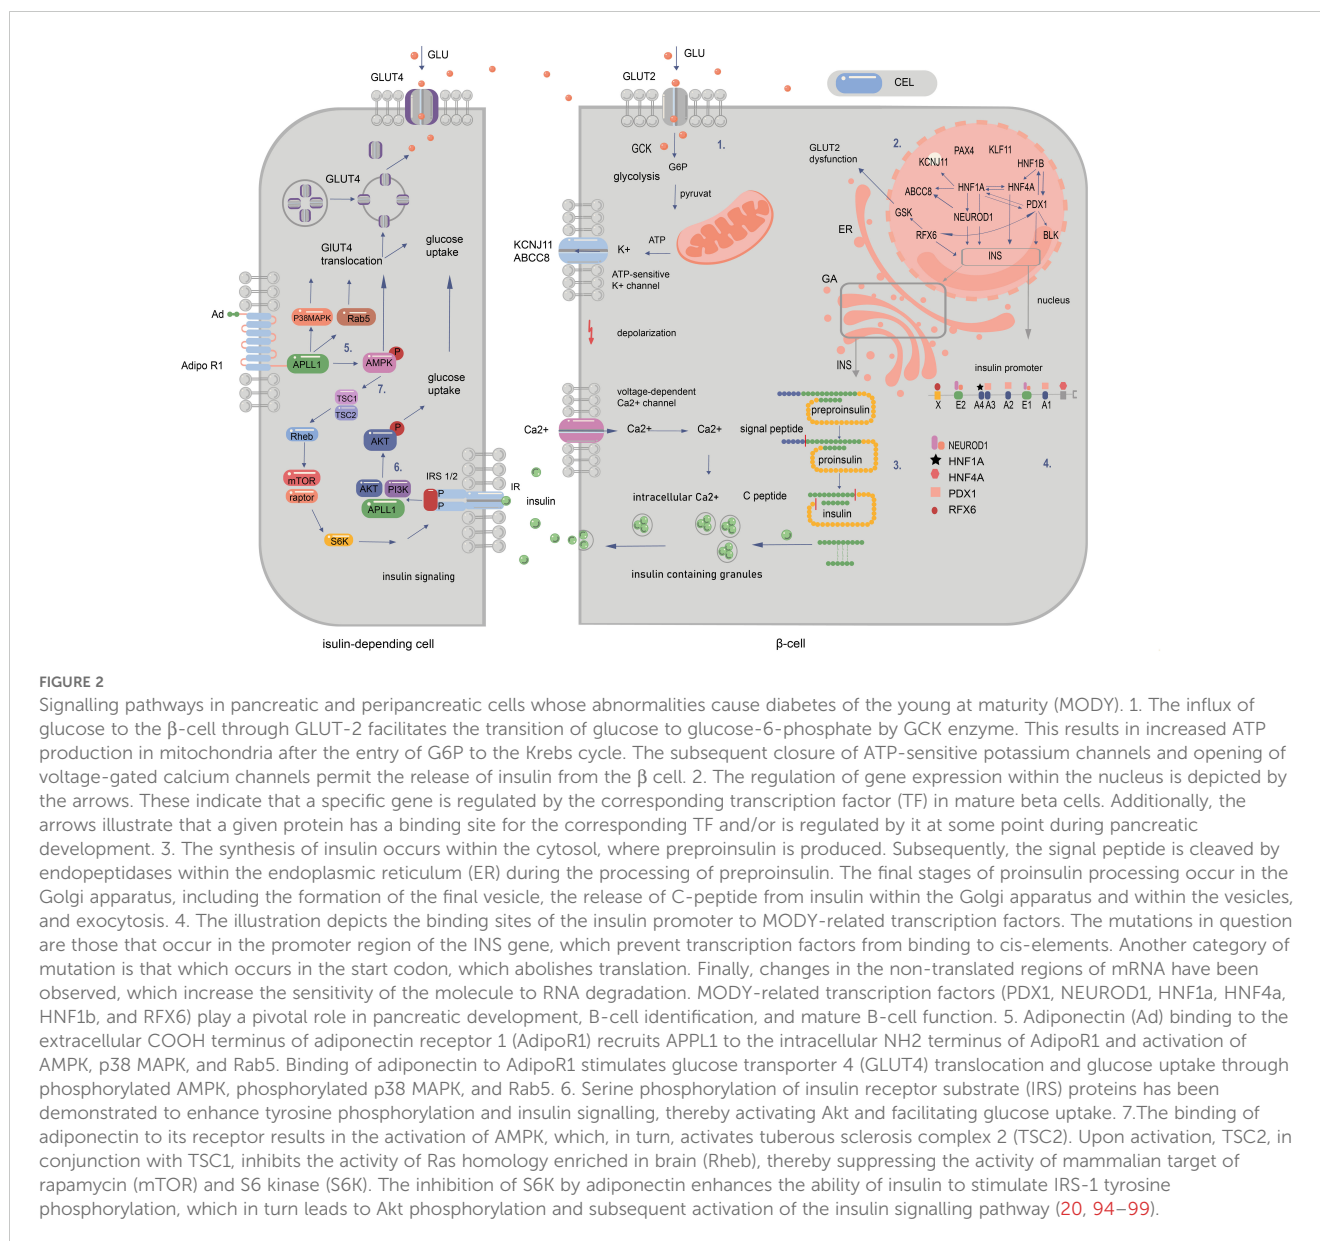 GLU
GLUT4
GLUT4
GlUT4
translocation
glucose
uptake
Ad
P38MAPK
Rab5
5.
Adipo R1
APLL1
AMPK
P
7.
TSC1
TSC2
glucose
uptake
Rheb
AKT
P
6.
mTOR
raptor
AKT
PI3K
APLL1
IRS 1/2
P
P
IR
insulin
S6K
insulin signaling
isulin-depending cell
GLU
GLUT2
CEL
1.
GCK
G6P
glycolysis
pyruvat
KCNJ11
ABCC8
K+
ATP
ATP-sensitive
K+ channel
depolarization
voltage-dependent
Ca2+ channel
Ca2+
Ca2+
Ca2+
intracellular Ca2+
insulin containing granules
β-cell
GLUT2
dysfunction
2.
PAX4
KLF11
KCNJ11
HNF1B
ABCC8
HNF1A
HNF4A
PDX1
GSK
NEUROD1
RFX6
BLK
INS
ER
GA
nucleus
INS
preproinsulin
signal peptide
proinsulin
3.
C peptide
insulin
insulin promoter
X E2 A4 A3 A2 E1 A1
NEUROD1
HNF1A
HNF4A
PDX1
RFX6
4.
FIGURE 2
Signalling pathways in pancreatic and peripancreatic cells whose abnormalities cause diabetes of the young at maturity (MODY). 1. The influx of
glucose to the β-cell through GLUT-2 facilitates the transition of glucose to glucose-6-phosphate by GCK enzyme. This results in increased ATP
production in mitochondria after the entry of G6P to the Krebs cycle. The subsequent closure of ATP-sensitive potassium channels and opening of
voltage-gated calcium channels permit the release of insulin from the β cell. 2. The regulation of gene expression within the nucleus is depicted by
the arrows. These indicate that a specific gene is regulated by the corresponding transcription factor (TF) in mature beta cells. Additionally, the
arrows illustrate that a given protein has a binding site for the corresponding TF and/or is regulated by it at some point during pancreatic
development. 3. The synthesis of insulin occurs within the cytosol, where preproinsulin is produced. Subsequently, the signal peptide is cleaved by
endopeptidases within the endoplasmic reticulum (ER) during the processing of preproinsulin. The final stages of proinsulin processing occur in the
Golgi apparatus, including the formation of the final vesicle, the release of C-peptide from insulin within the Golgi apparatus and within the vesicles,
and exocytosis. 4. The illustration depicts the binding sites of the insulin promoter to MODY-related transcription factors. The mutations in question
are those that occur in the promoter region of the INS gene, which prevent transcription factors from binding to cis-elements. Another category of
mutation is that which occurs in the start codon, which abolishes translation. Finally, changes in the non-translated regions of mRNA have been
observed, which increase the sensitivity of the molecule to RNA degradation. MODY-related transcription factors (PDX1, NEUROD1, HNF1a, HNF4a,
HNF1b, and RFX6) play a pivotal role in pancreatic development, B-cell identification, and mature B-cell function. 5. Adiponectin (Ad) binding to the
extracellular COOH terminus of adiponectin receptor 1 (AdipoR1) recruits APPL1 to the intracellular NH2 terminus of AdipoR1 and activation of
AMPK, p38 MAPK, and Rab5. Binding of adiponectin to AdipoR1 stimulates glucose transporter 4 (GLUT4) translocation and glucose uptake through
phosphorylated AMPK, phosphorylated p38 MAPK, and Rab5. 6. Serine phosphorylation of insulin receptor substrate (IRS) proteins has been
demonstrated to enhance tyrosine phosphorylation and insulin signalling, thereby activating Akt and facilitating glucose uptake. 7.The binding of
adiponectin to its receptor results in the activation of AMPK, which, in turn, activates tuberous sclerosis complex 2 (TSC2). Upon activation, TSC2, in
conjunction with TSC1, inhibits the activity of Ras homology enriched in brain (Rheb), thereby suppressing the activity of mammalian target of
rapamycin (mTOR) and S6 kinase (S6K). The inhibition of S6K by adiponectin enhances the ability of insulin to stimulate IRS-1 tyrosine
phosphorylation, which in turn leads to Akt phosphorylation and subsequent activation of the insulin signalling pathway (20, 94–99).